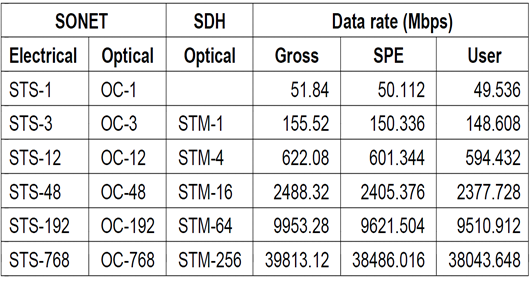 SONET SDH Data rate (Mbps)
Electrical Optical Optical Gross SPE User
STS-1 OC-1 51.84 50.112 49.536
STS-3 OC-3 STM-1 155.52 150.336 148.608
STS-12 OC-12 STM-4 622.08 601.344 594.432
STS-48 OC-48 STM-16 2488.32 2405.376 2377.728
STS-192 OC-192 STM-64 9953.28 9621.504 9510.912
STS-768 OC-768 STM-256 39813.12 38486.016 38043.648